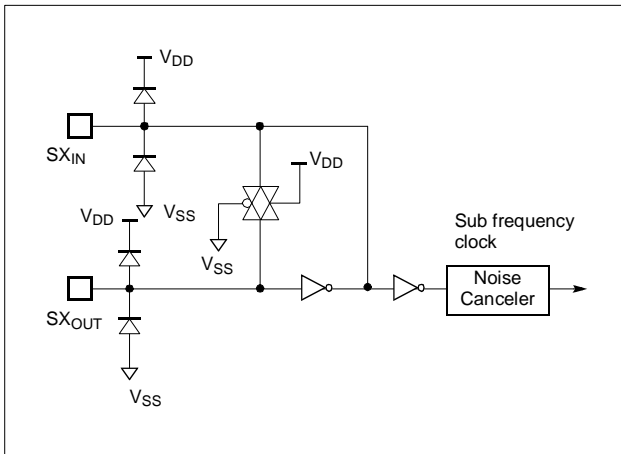 VDD
SXIN
VSS
VDD
VDD
VSS
Sub frequency
clock
Noise
Canceler
SXOUT
VSS